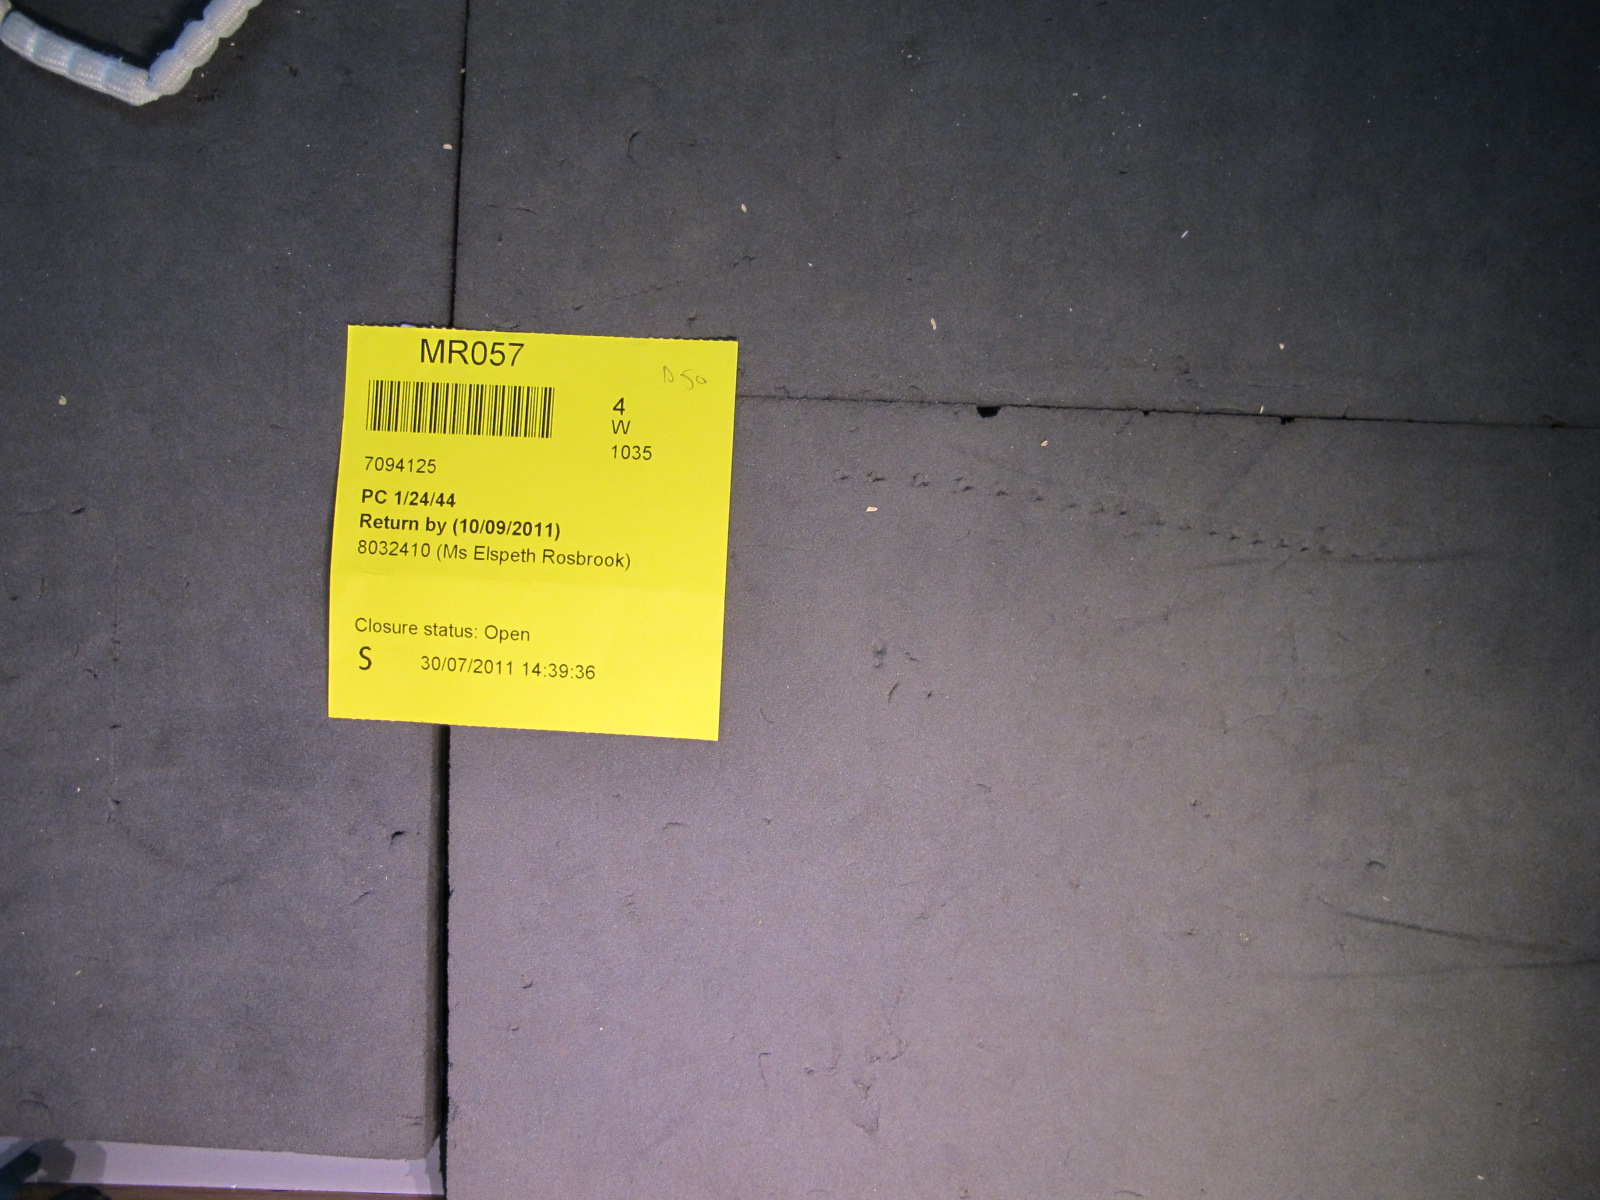 MR057
D50
4
W
1035
7094125
PC 1/24/44
Return by (10/09/2011)
8032410 (Ms Elspeth Rosbrook)
Closure status: Open
S 30/07/2011 14:39:36